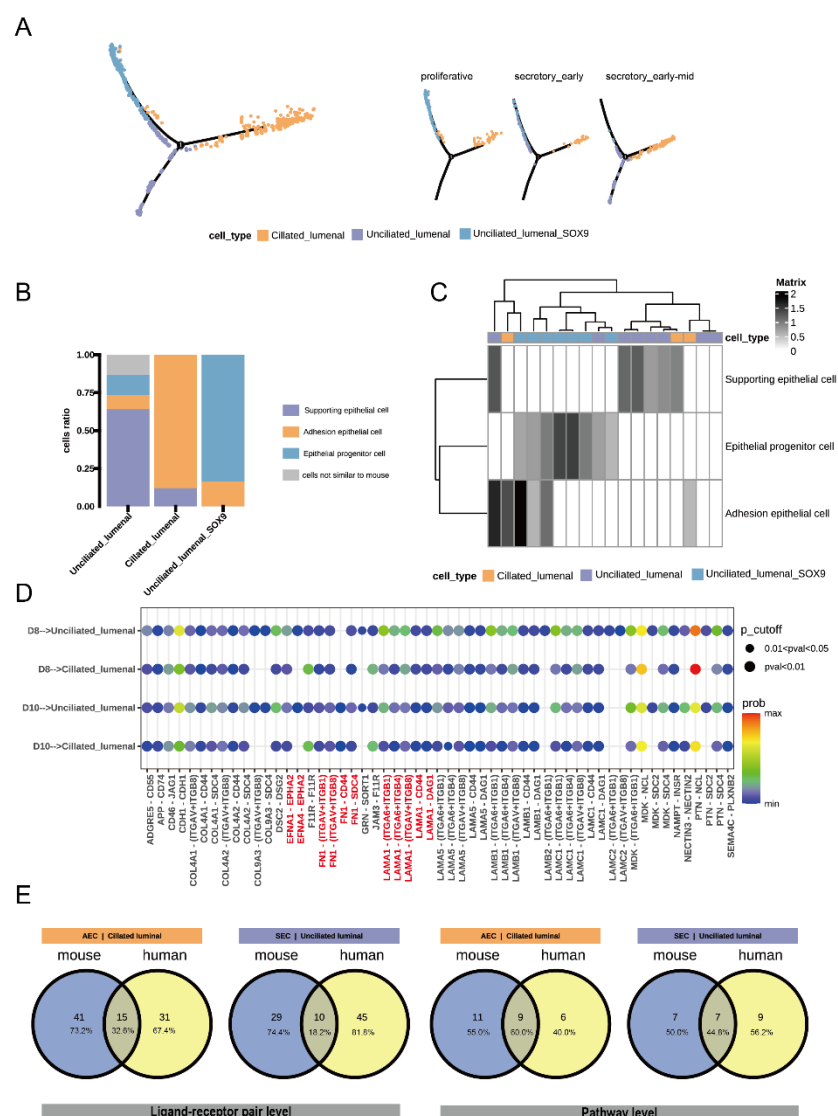 A
proliferative
secretory_early
secretory_early-mid
cell_type
Cillated_lumenal
Unciliated_lumenal
Unciliated_lumenal_SOX9
B
1.00
0.75
0.50
0.25
0.00
cells ratio
Unciliated_lumenal
Cillated_lumenal
Unciliated_lumenal_SOX9
Supporting epithelial cell
Adhesion epithelial cell
Epithelial progenitor cell
cells not similar to mouse
C
Matrix
2
1.5
1
0.5
0
cell_type
Supporting epithelial cell
Epithelial progenitor cell
Adhesion epithelial cell
cell_type
Cillated_lumenal
Unciliated_lumenal
Unciliated_lumenal_SOX9
D
D8-->Unciliated_lumenal
D8-->Cillated_lumenal
D10-->Unciliated_lumenal
D10-->Cillated_lumenal
p_cutoff
0.01<pval<0.05
pval<0.01
prob
max
min
ADGRE5 - CD55
APP - CD74
CD46 - JAG1
CDH1 - CDH1
COL4A1 - (ITGAV+ITGB8)
COL4A1 - CD44
COL4A1 - SDC4
COL4A2 - (ITGAV+ITGB8)
COL4A2 - CD44
COL4A2 - SDC4
COL9A3 - (ITGAV+ITGB8)
COL9A3 - SDC4
DSC2 - DSG2
EFNA1 - EPHA2
EFNA4 - EPHA2
F11R - F11R
FN1 - (ITGAV+ITGB1)
FN1 - (ITGAV+ITGB8)
FN1 - CD44
FN1 - SDC4
GRN - SORT1
JAM3 - F11R
LAMA1 - (ITGA6+ITGB1)
LAMA1 - (ITGA6+ITGB4)
LAMA1 - (ITGAV+ITGB8)
LAMA1 - CD44
LAMA1 - DAG1
LAMA5 - (ITGA6+ITGB1)
LAMA5 - (ITGA6+ITGB4)
LAMA5 - (ITGAV+ITGB8)
LAMA5 - CD44
LAMA5 - DAG1
LAMB1 - (ITGA6+ITGB1)
LAMB1 - (ITGA6+ITGB4)
LAMB1 - (ITGAV+ITGB8)
LAMB1 - CD44
LAMB1 - DAG1
LAMB2 - (ITGA6+ITGB1)
LAMC1 - (ITGA6+ITGB1)
LAMC1 - (ITGA6+ITGB4)
LAMC1 - (ITGAV+ITGB8)
LAMC1 - CD44
LAMC1 - DAG1
LAMC2 - (ITGA6+ITGB1)
LAMC2 - (ITGAV+ITGB8)
MDK - (ITGA6+ITGB1)
MDK - NCL
MDK - SDC2
MDK - SDC4
NAMPT - INSR
NECTIN3 - NECTIN2
PTN - NCL
PTN - SDC2
PTN - SDC4
SEMA4C - PLXNB2
E
AEC | Cillated luminal
mouse
human
41
73.2%
15
32.6%
31
67.4%
SEC | Unciliated luminal
mouse
human
29
74.4%
10
18.2%
45
81.8%
AEC | Cillated luminal
mouse
human
11
55.0%
9
60.0%
6
40.0%
SEC | Unciliated luminal
mouse
human
7
50.0%
7
44.8%
9
56.2%
Ligand-receptor pair level
Pathway level